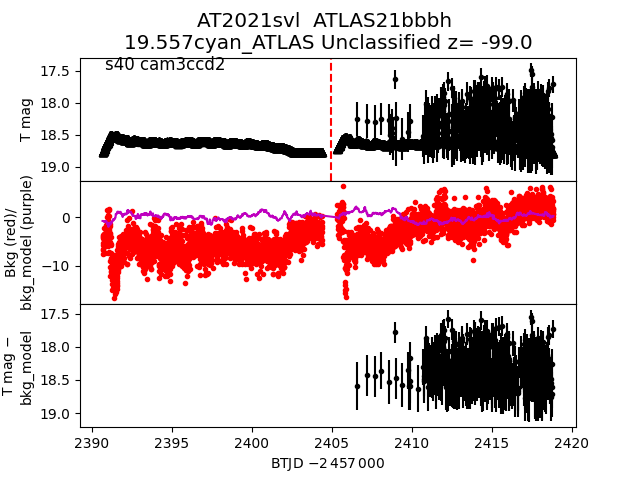 AT2021svl  ATLAS21bbbh
19.557cyan_ATLAS Unclassified z= -99.0
s40 cam3ccd2
17.5
18.0
18.5
19.0
T mag
0
−10
Bkg (red)/
bkg_model (purple)
17.5
18.0
18.5
19.0
T mag −
bkg_model
2390
2395
2400
2405
2410
2415
2420
BTJD −2 457 000